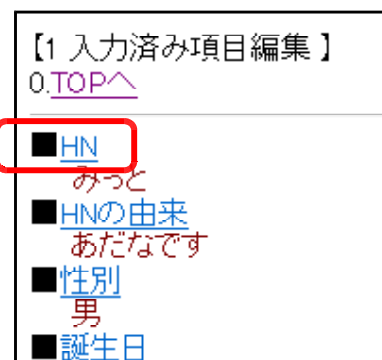 【1 入力済み項目編集 】
0.TOPへ
■HN
みっと
■HNの由来
あだなです
■性別
男
■誕生日